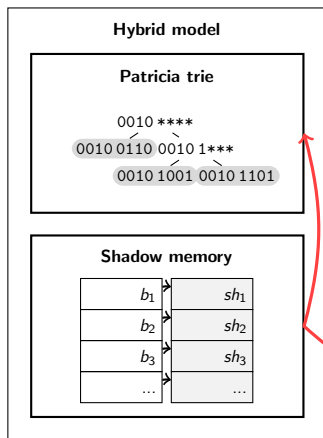 Hybrid model
Patricia trie
0010 ****
0010 0110 0010 1***
0010 1001 0010 1101
Shadow memory
b1 sh1
b2 sh2
b3 sh3
... ...